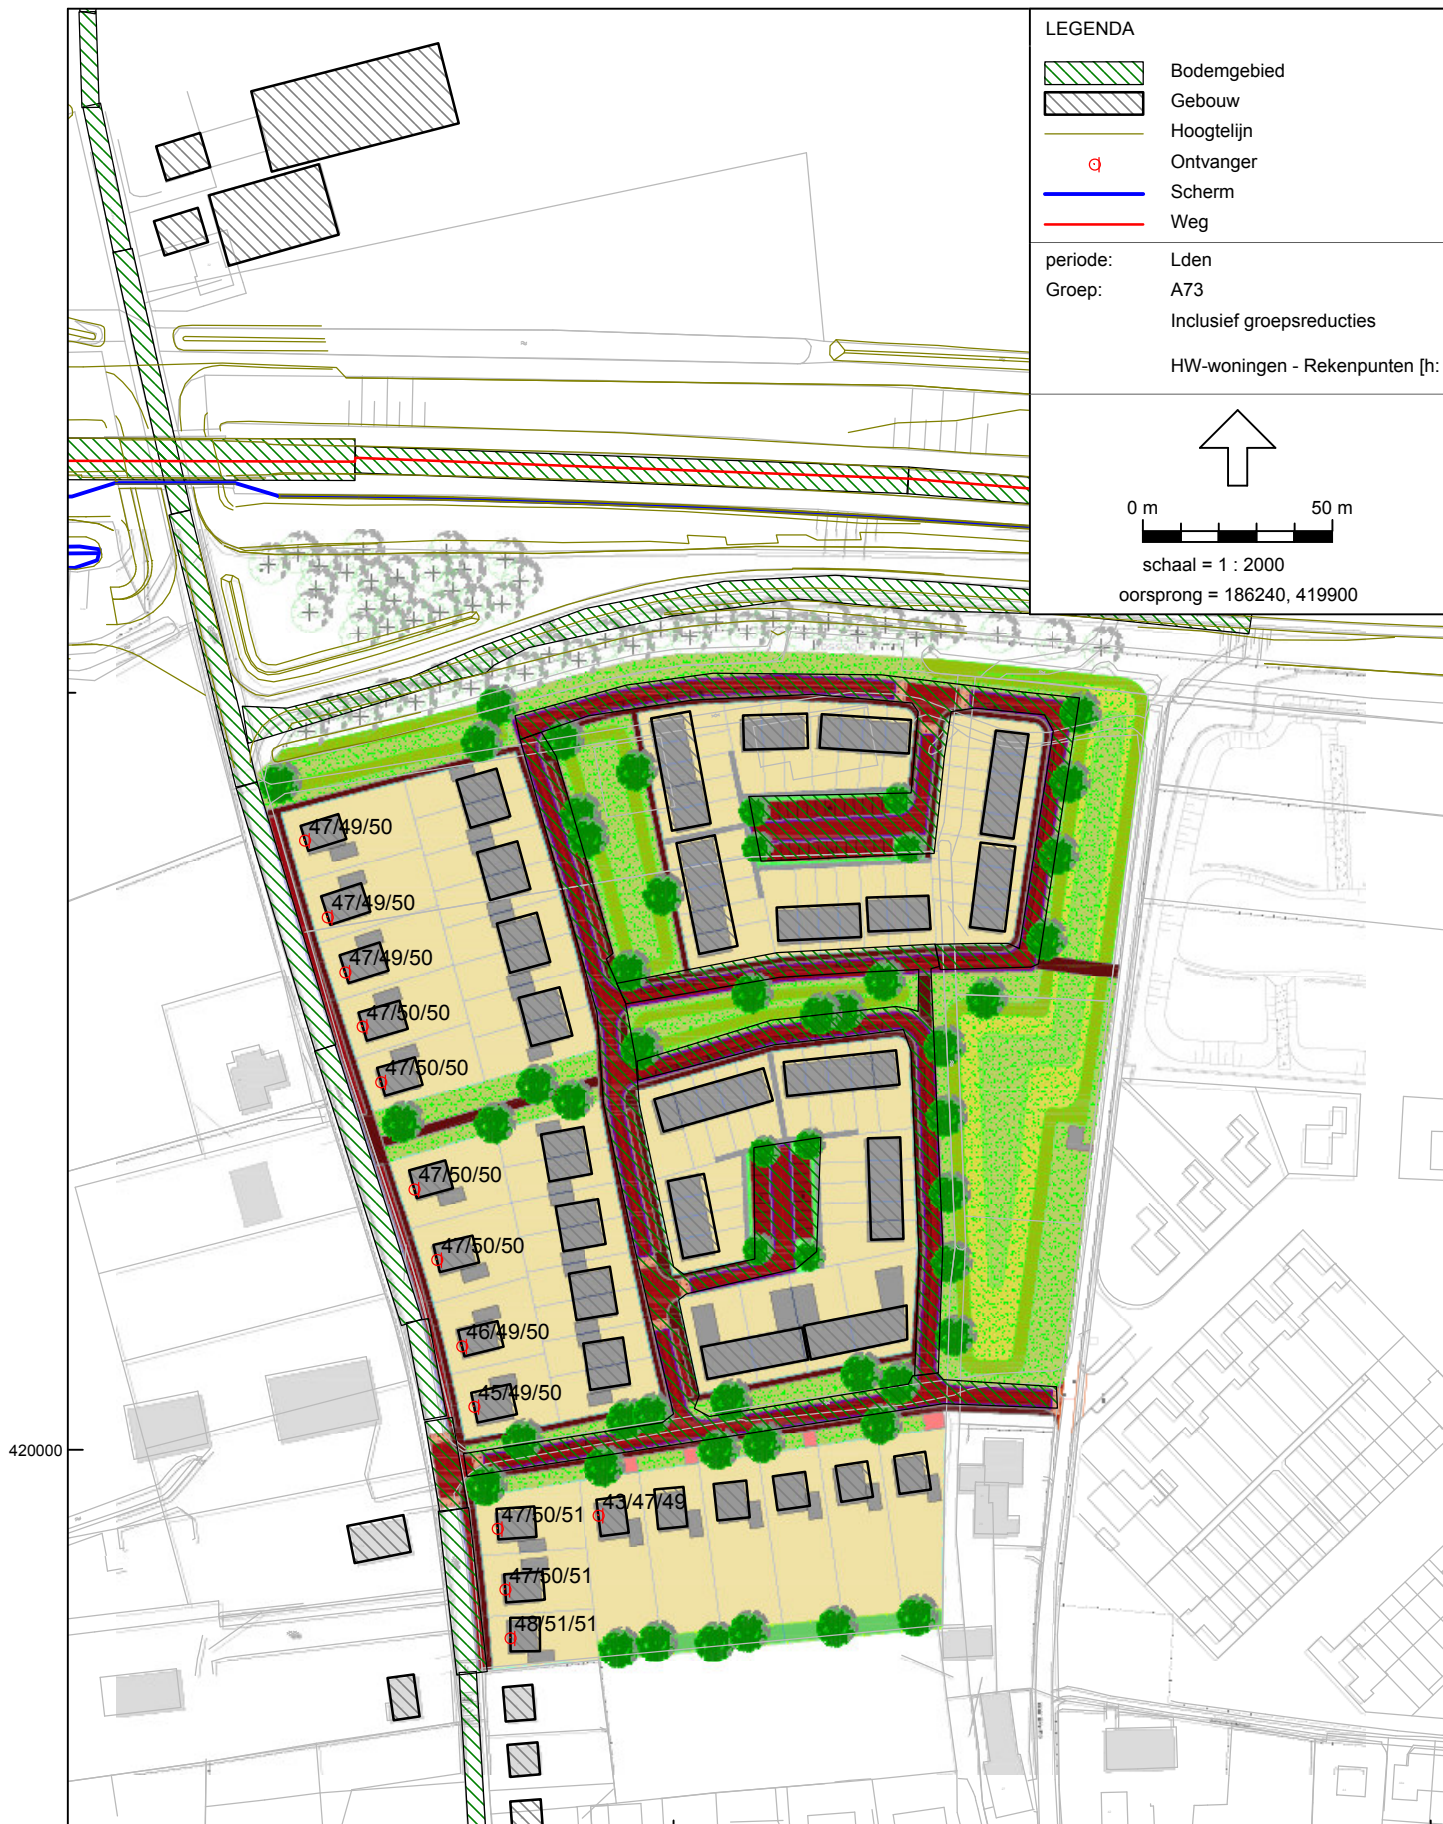 LEGENDA
Bodemgebied
Gebouw
Hoogtelijn
Ontvanger
Scherm
Weg
periode: Lden
Groep: A73
Inclusief groepsreducties
HW-woningen - Rekenpunten [h:
0 m 50 m
schaal = 1 : 2000
oorsprong = 186240, 419900
47/49/50
47/49/50
47/49/50
47/50/50
47/50/50
47/50/50
47/50/50
46/49/50
45/49/50
420000
47/50/51
43/47/49
47/50/51
48/51/51